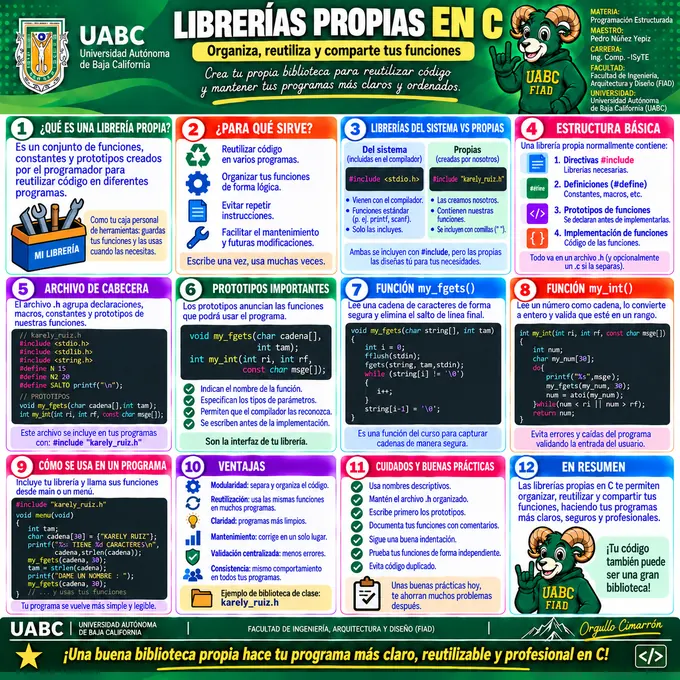 UABC
Universidad Autónoma
de Baja California
LIBRERÍAS PROPIAS EN C
Organiza, reutiliza y comparte tus funciones
Crea tu propia biblioteca para reutilizar código
y mantener tus programas más claros y ordenados.
UABC
FIAD
MATERIA:
Programación Estructurada
MAESTRO:
Pedro Núñez Yepiz
CARRERA:
Ing. Comp. -ISyTE
FACULTAD:
Facultad de Ingeniería,
Arquitectura y Diseño (FIAD)
UNIVERSIDAD:
Universidad Autónoma
de Baja California (UABC)
1 ¿QUÉ ES UNA LIBRERÍA PROPIA?
Es un conjunto de funciones,
constantes y prototipos creados
por el programador para
reutilizar código en diferentes
programas.
MI LIBRERÍA
Como tu caja personal
de herramientas: guardas
tus funciones y las usas
cuando las necesitas.
2 ¿PARA QUÉ SIRVE?
Reutilizar código
en varios programas.
Organizar tus funciones
de forma lógica.
Evitar repetir
instrucciones.
Facilitar el mantenimiento
y futuras modificaciones.
Escribe una vez, usa muchas veces.
3 LIBRERÍAS DEL SISTEMA VS PROPIAS
Del sistema
(incluidas en el compilador)
#include <stdio.h>
• Vienen con el compilador.
• Funciones estándar
(p. ej. printf, scanf).
• Solo las incluyes.
Propias
(creadas por nosotros)
#include "karely_ruiz.h"
• Las creamos nosotros.
• Contienen nuestras
funciones.
• Se incluyen con comillas (" ").
Ambas se incluyen con #include, pero las propias
las diseñas tú para tus necesidades.
4 ESTRUCTURA BÁSICA
Una librería propia normalmente contiene:
1. Directivas #include
Librerías necesarias.
#define
2. Definiciones (#define)
Constantes, macros, etc.
</>
3. Prototipos de funciones
Se declaran antes de implementarlas.
{ }
4. Implementación de funciones
Código de las funciones.
Todo va en un archivo .h (y opcionalmente
un .c si la separas).
5 ARCHIVO DE CABECERA
El archivo .h agrupa declaraciones,
macros, constantes y prototipos de
nuestras funciones.
// karely_ruiz.h
#include <stdio.h>
#include <stdlib.h>
#include <string.h>
#define N 15
#define N2 20
#define SALTO printf("\n")
// PROTOTIPOS
void my_fgets(char cadena[],int tam);
int my_int(int ri, int rf, const char msge[]);
Este archivo se incluye en tus programas
con: #include "karely_ruiz.h"
6 PROTOTIPOS IMPORTANTES
Los prototipos anuncian las funciones
que podrá usar el programa.
void my_fgets(char cadena[],
int tam);
int my_int(int ri, int rf,
const char msge[]);
Indican el nombre de la función.
Especifican los tipos de parámetros.
Permiten que el compilador las reconozca.
Se escriben antes de la implementación.
Son la interfaz de tu librería.
7 FUNCIÓN my_fgets()
Lee una cadena de caracteres de forma
segura y elimina el salto de línea final.
void my_fgets(char string[], int tam)
{
int i = 0;
fflush(stdin);
fgets(string, tam,stdin);
while (string[i] != '\0')
{
i++;
}
string[i-1] = '\0';
}
Es una función del curso para capturar
cadenas de manera segura.
8 FUNCIÓN my_int()
Lee un número como cadena, lo convierte
a entero y valida que esté en un rango.
int my_int(int ri, int rf, const char msge[])
{
int num;
char my_num[30];
do{
printf("%s",msge);
my_fgets(my_num, 30);
num = atoi(my_num);
}while(num < ri || num > rf);
return num;
}
Evita errores y caídas del programa
validando la entrada del usuario.
9 CÓMO SE USA EN UN PROGRAMA
Incluye tu librería y llama sus funciones
desde main o un menú.
#include "karely_ruiz.h"
void menu(void)
{
int tam;
char cadena[30] = {"KARELY RUIZ"};
printf("%s: TIENE %d CARACTERES\n",
cadena,strlen(cadena));
my_fgets(cadena, 30);
tam = strlen(cadena);
printf("DAME UN NOMBRE : ");
my_fgets(cadena, 30);
// ... y usas tus funciones
}
Tu programa se vuelve más simple y legible.
10 VENTAJAS
Modularidad: separa y organiza el código.
Reutilización: usa las mismas funciones
en muchos programas.
Claridad: programas más limpios.
Mantenimiento: corrige en un solo lugar.
Validación centralizada: menos errores.
Consistencia: mismo comportamiento
en todos tus programas.
Ejemplo de biblioteca de clase:
karely_ruiz.h
11 CUIDADOS Y BUENAS PRÁCTICAS
Usa nombres descriptivos.
Mantén el archivo .h organizado.
Escribe primero los prototipos.
Documenta tus funciones con comentarios.
Sigue una buena indentación.
Prueba tus funciones de forma independiente.
Evita código duplicado.
Unas buenas prácticas hoy,
te ahorran muchos problemas
después.
12 EN RESUMEN
Las librerías propias en C te permiten
organizar, reutilizar y compartir tus
funciones, haciendo tus programas
más claros, seguros y profesionales.
UABC
FIAD
¡Tu código
también puede
ser una gran
biblioteca!
UABC
UNIVERSIDAD AUTÓNOMA
DE BAJA CALIFORNIA
FACULTAD DE INGENIERÍA, ARQUITECTURA Y DISEÑO (FIAD)
Orgullo Cimarrón
¡Una buena biblioteca propia hace tu programa más claro, reutilizable y profesional en C!
</>